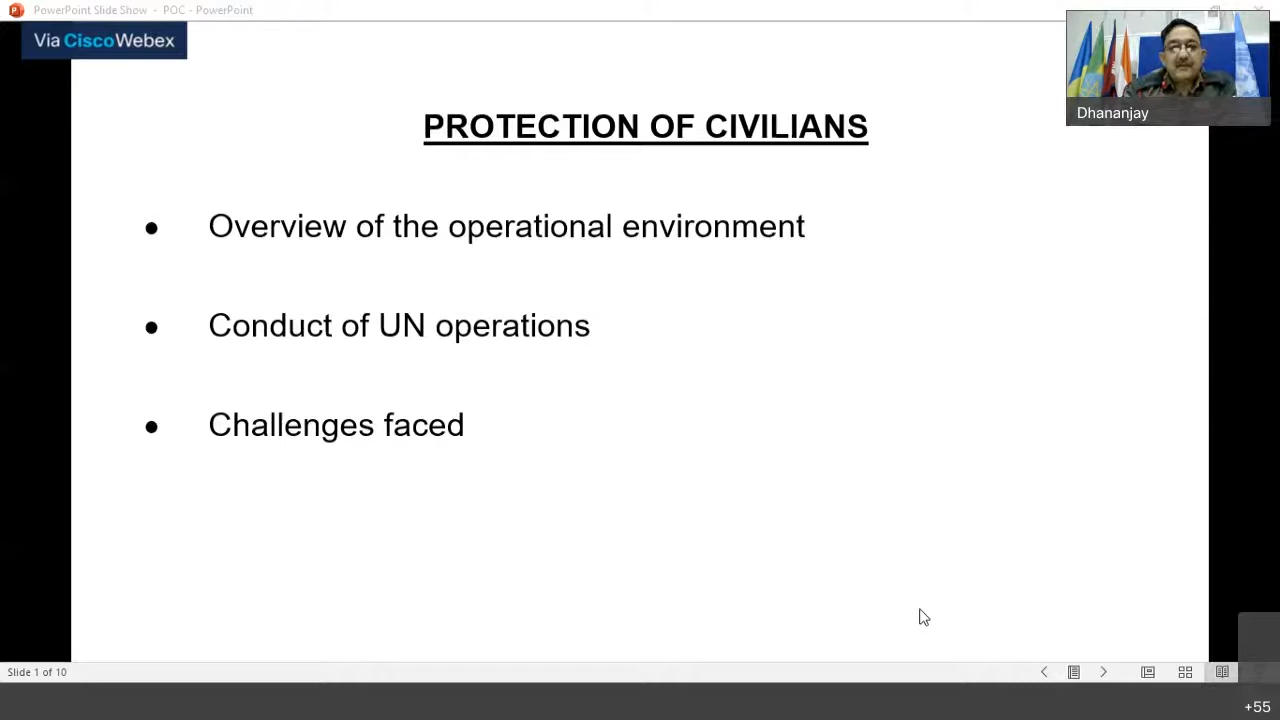 PowerPoint Slide Show - POC - PowerPoint
Via CiscoWebex
Dhananjay
PROTECTION OF CIVILIANS
● Overview of the operational environment
● Conduct of UN operations
● Challenges faced
Slide 1 of 10
+55